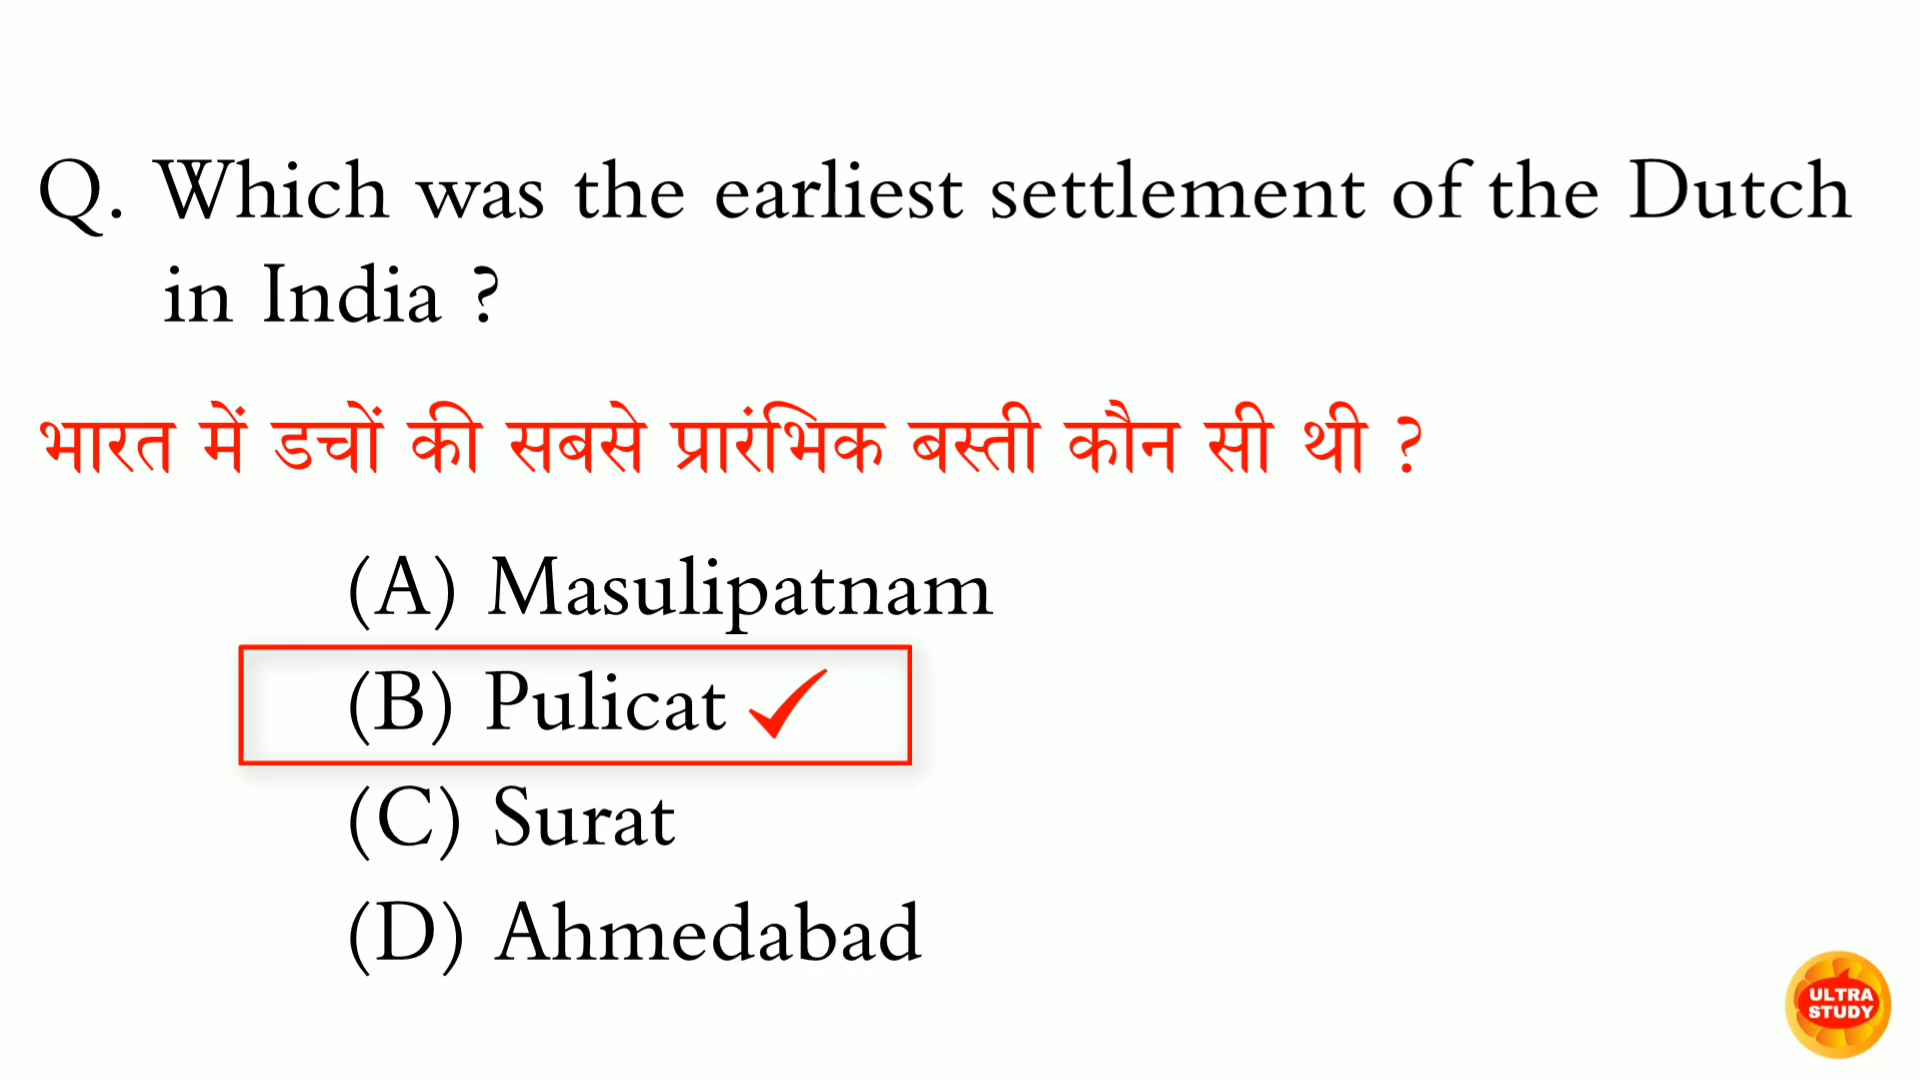 Q. Which was the earliest settlement of the Dutch
in India ?
भारत में डचों की सबसे प्रारंभिक बस्ती कौन सी थी ?
(A) Masulipatnam
(B) Pulicat ✓
(C) Surat
(D) Ahmedabad
ULTRA
STUDY